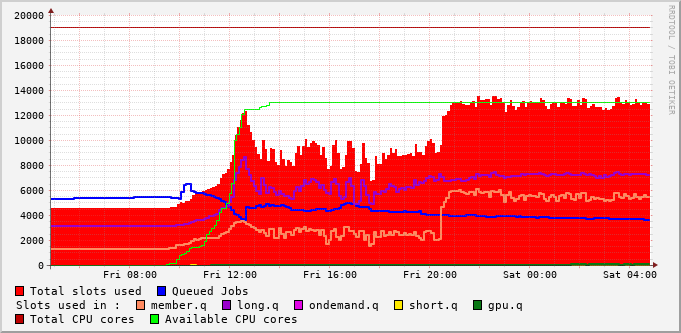 20000
18000
16000
14000
12000
10000
8000
6000
4000
2000
0
Fri 08:00 Fri 12:00 Fri 16:00 Fri 20:00 Sat 00:00 Sat 04:00
Total slots used Queued Jobs
Slots used in : member.q long.q ondemand.q short.q gpu.q
Total CPU cores Available CPU cores
RRDTOOL / TOBI OETIKER